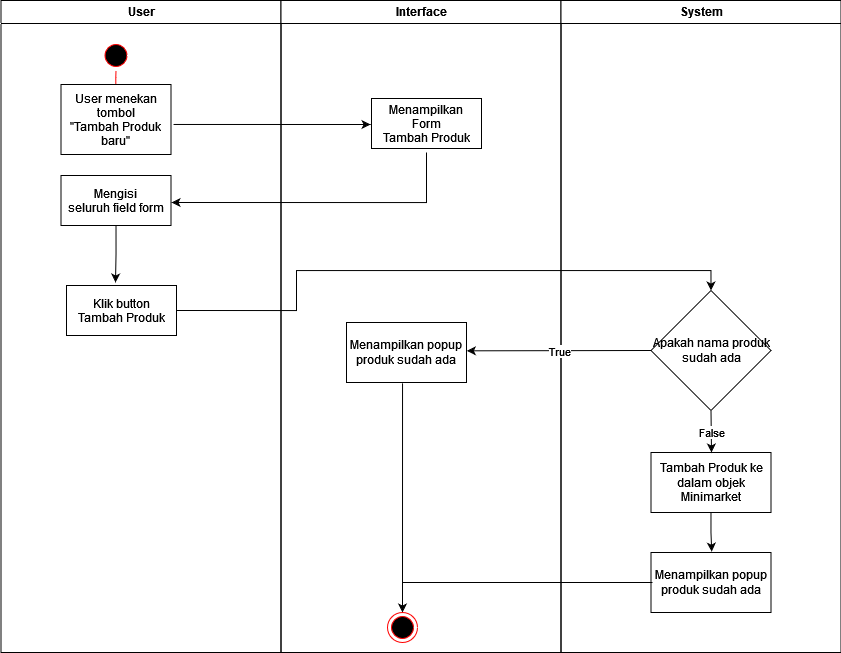 User
Interface
System
User menekan
tombol
"Tambah Produk
baru"
Menampilkan
Form
Tambah Produk
Mengisi
seluruh field form
Klik button
Tambah Produk
Apakah nama produk
sudah ada
True
Menampilkan popup
produk sudah ada
False
Tambah Produk ke
dalam objek
Minimarket
Menampilkan popup
produk sudah ada